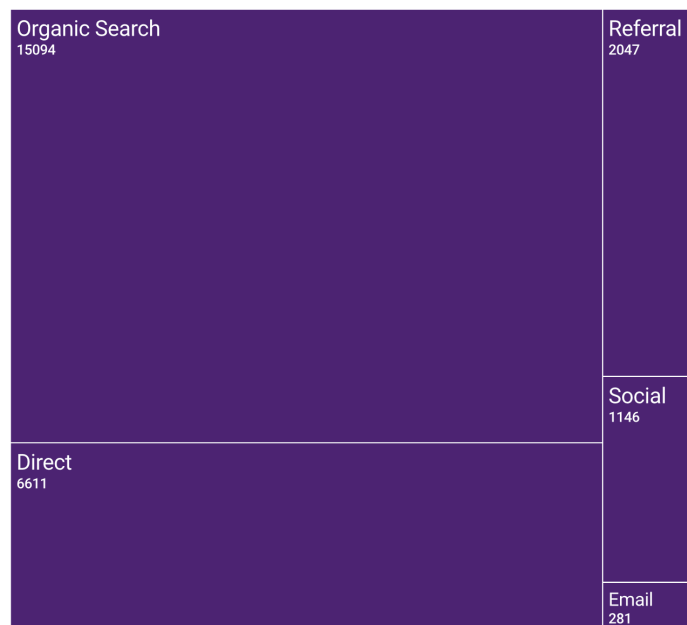 Organic Search
15094
Direct
6611
Referral
2047
Social
1146
Email
281